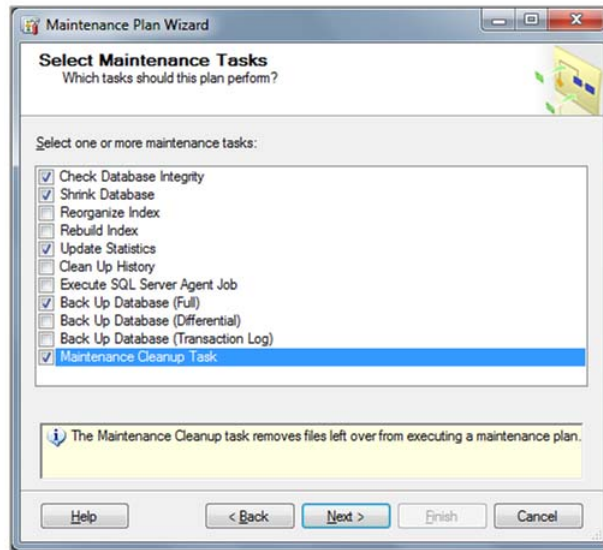 Maintenance Plan Wizard
Select Maintenance Tasks
Which tasks should this plan perform?
Select one or more maintenance tasks:
Check Database Integrity
Shrink Database
Reorganize Index
Rebuild Index
Update Statistics
Clean Up History
Execute SQL Server Agent Job
Back Up Database (Full)
Back Up Database (Differential)
Back Up Database (Transaction Log)
Maintenance Cleanup Task
The Maintenance Cleanup task removes files left over from executing a maintenance plan.
Help < Back Next > Finish Cancel